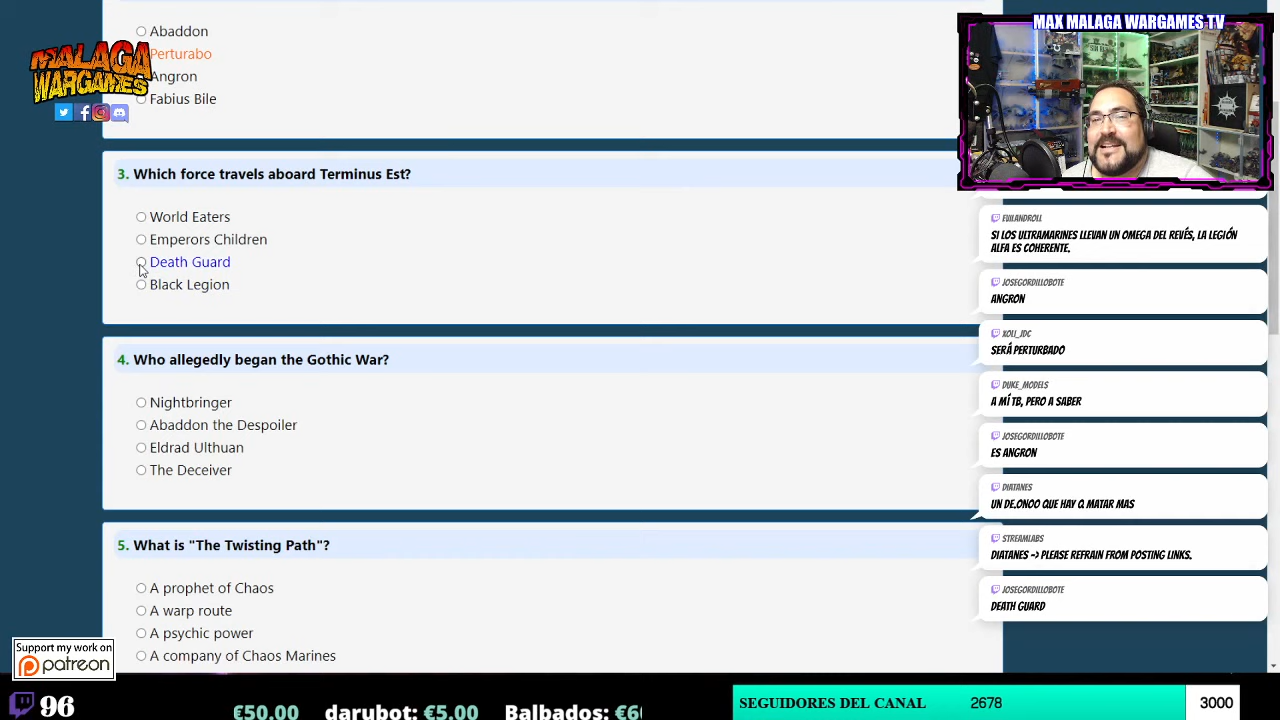 Abaddon
Perturabo
Angron
Fabius Bile
MALAGA
WARGAMES
MAX MALAGA WARGAMES TV
3. Which force travels aboard Terminus Est?
World Eaters
Emperors Children
Death Guard
Black Legion
4. Who allegedly began the Gothic War?
Nightbringer
Abaddon the Despoiler
Eldrad Ulthuan
The Deceiver
5. What is "The Twisting Path"?
A prophet of Chaos
A warp route
A psychic power
A company of Chaos Marines
EVILANDROLL
SI LOS ULTRAMARINES LLEVAN UN OMEGA DEL REVÉS, LA LEGIÓN
ALFA ES COHERENTE.
JOSEGORDILLOBOTE
ANGRON
XOLI_JDC
SERÁ PERTURBADO
DUKE_MODELS
A MÍ TB, PERO A SABER
JOSEGORDILLOBOTE
ES ANGRON
DIATANES
UN DE,ONOO QUE HAY Q MATAR MAS
STREAMLABS
DIATANES -> PLEASE REFRAIN FROM POSTING LINKS.
JOSEGORDILLOBOTE
DEATH GUARD
Support my work on
patreon
96
€50.00 darubot: €5.00 Balbados: €6
SEGUIDORES DEL CANAL 2678 3000